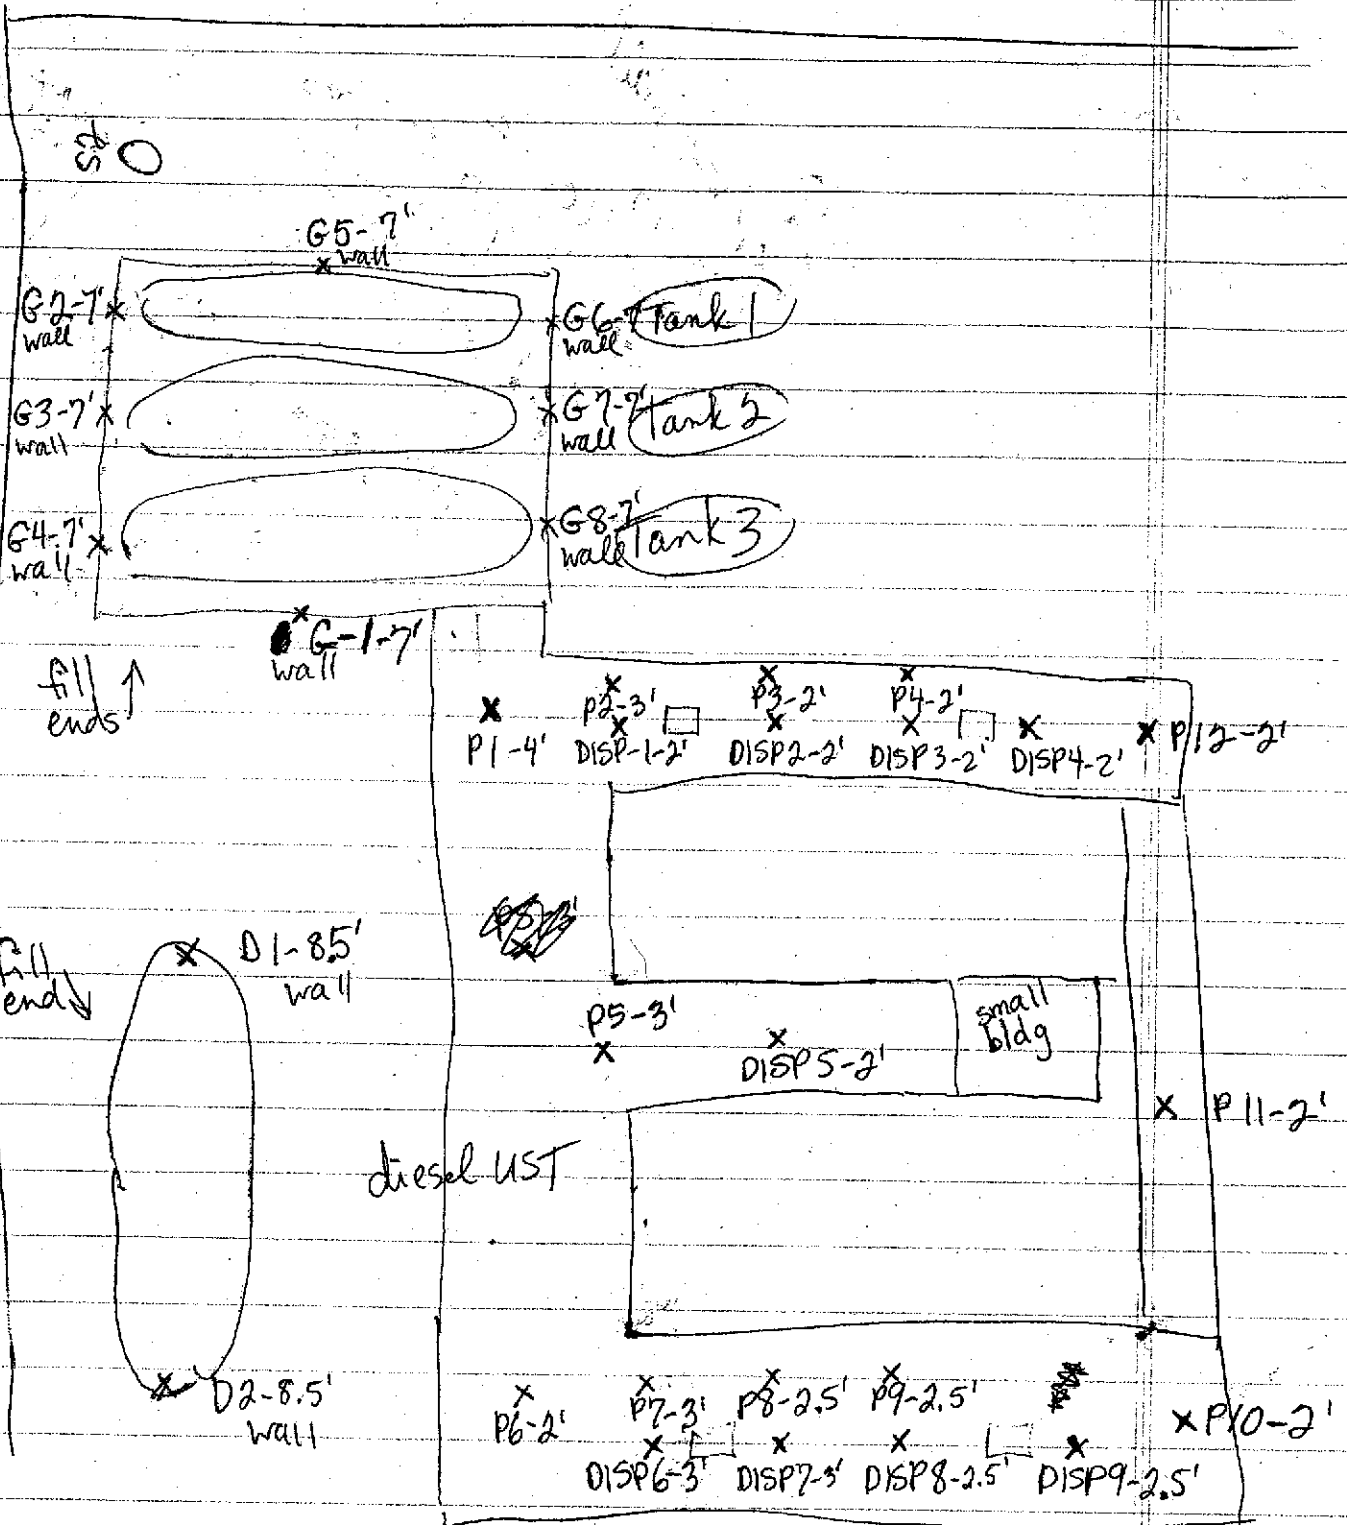 G5-7'
wall
G2-7'
wall
G6-7'
wall
Tank 1
G3-7'
wall
G7-7'
wall
Tank 2
G4-7'
wall
G8-7'
wall
Tank 3
G-1-7'
wall
fill
ends
P2-3'
P3-2'
P4-2'
P1-4'
DISP-1-2'
DISP2-2'
DISP3-2'
DISP4-2'
P12-2'
D1-8.5'
wall
fill
end
P5-3'
DISP5-2'
small
bldg
P11-2'
diesel UST
D2-8.5'
wall
P6-2'
P7-3'
P8-2.5'
P9-2.5'
P10-2'
DISP6-3'
DISP7-3'
DISP8-2.5'
DISP9-2.5'